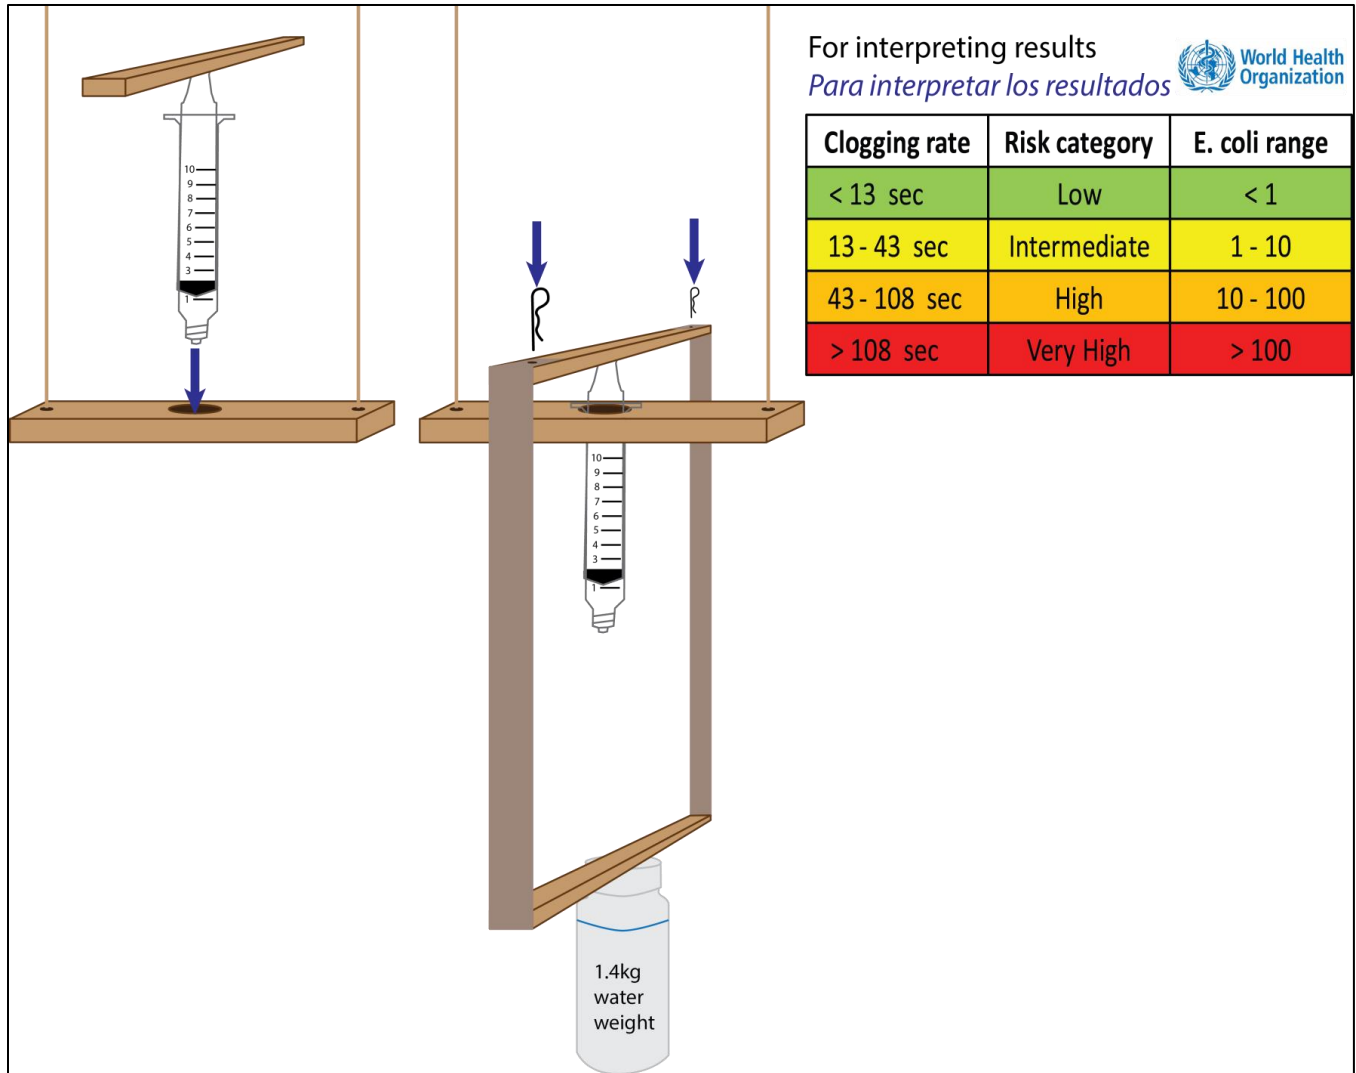 10
9
8
7
6
5
4
3
1
10
9
8
7
6
5
4
3
1
1.4kg
water
weight
For interpreting results
Para interpretar los resultados
World Health
Organization
Clogging rate Risk category E. coli range
< 13 sec Low < 1
13 - 43 sec Intermediate 1 - 10
43 - 108 sec High 10 - 100
> 108 sec Very High > 100